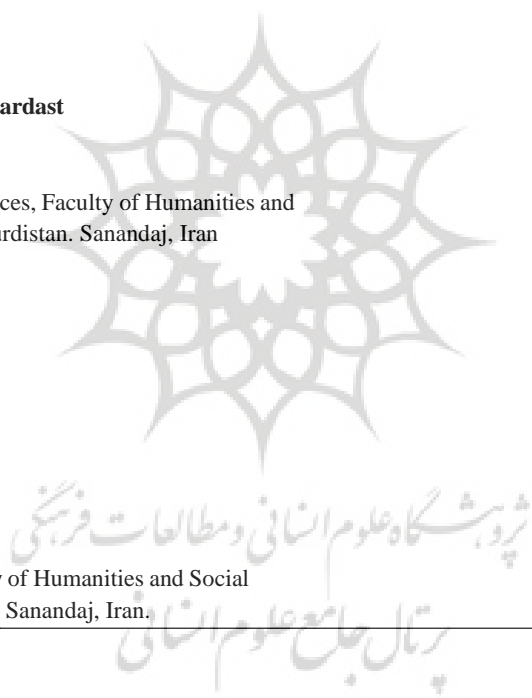 ardast
ces, Faculty of Humanities and
urdistan. Sanandaj, Iran
پژوهشگاه علوم انسانی و مطالعات فرهنگی
of Humanities and Social
Sanandaj, Iran.
پرتال جامع علوم انسانی